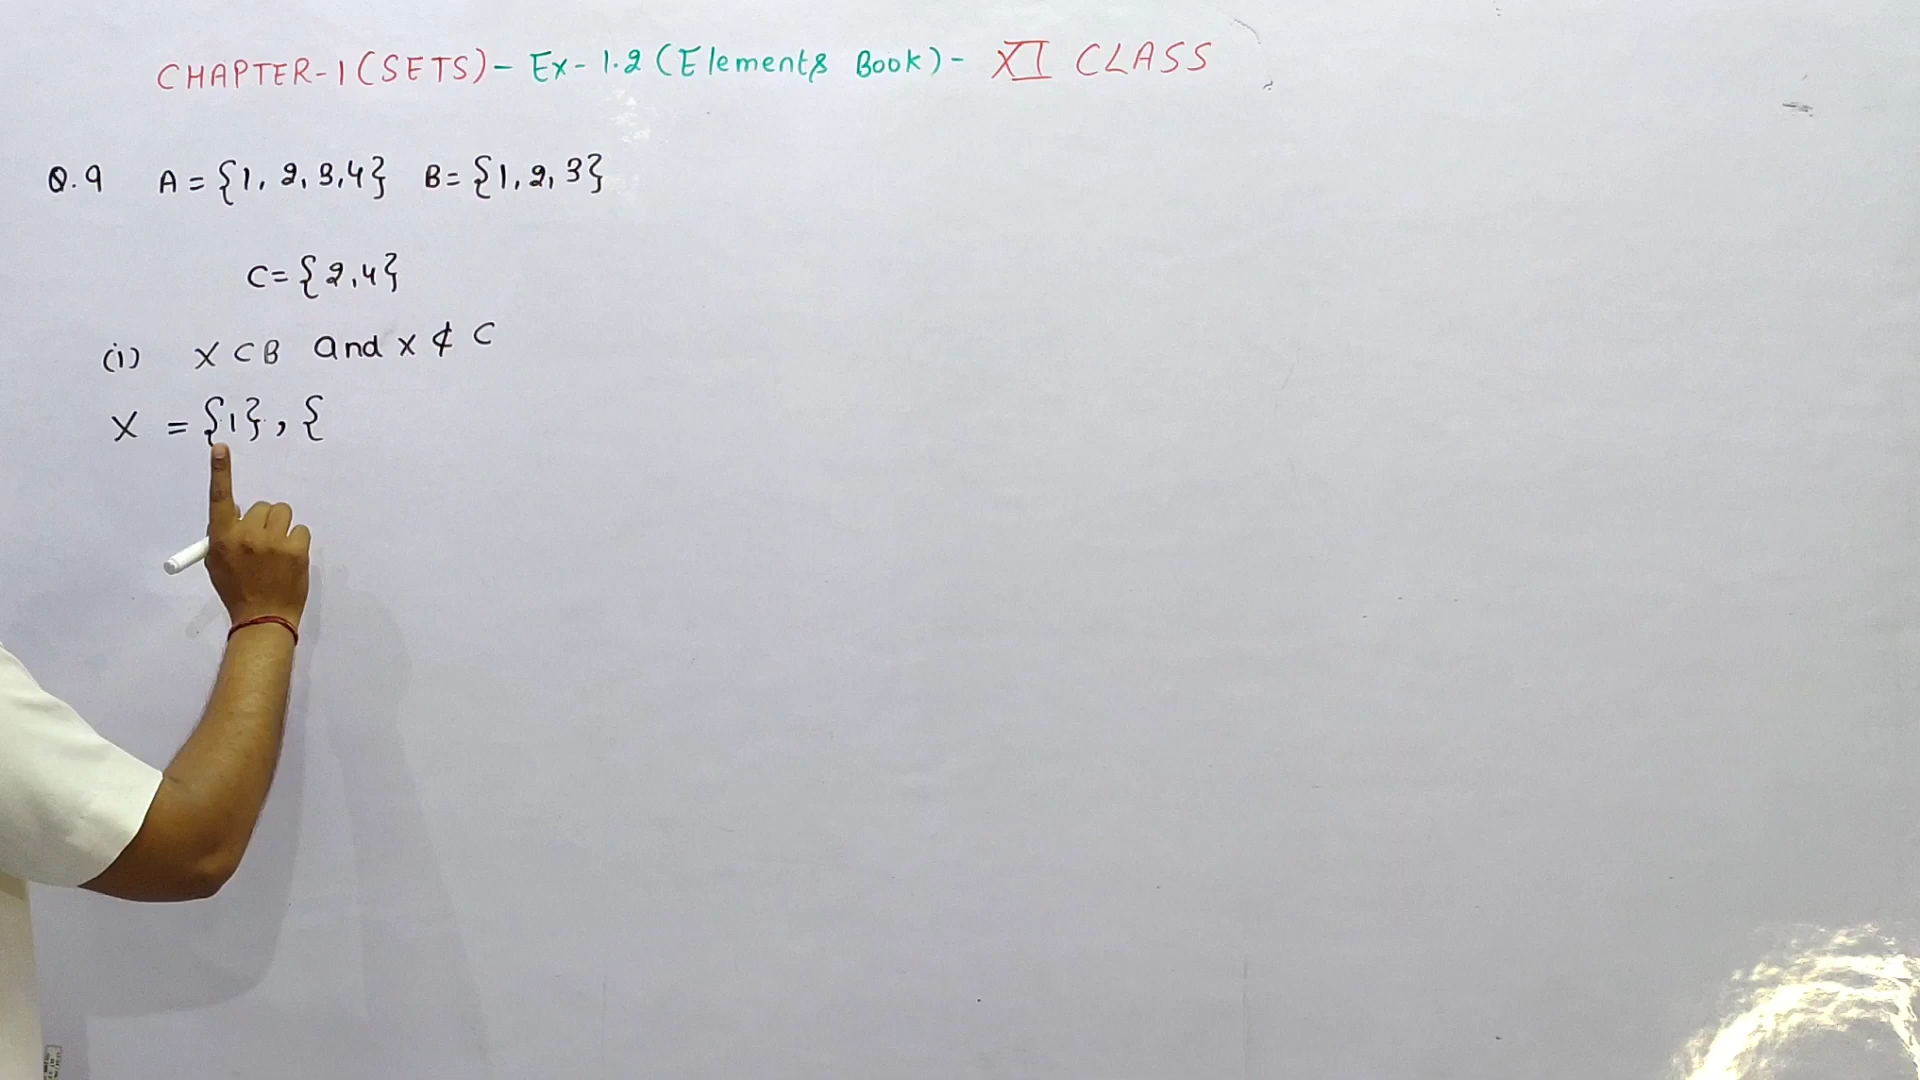 CHAPTER-1 (SETS) - Ex- 1.2 (Elements Book) - XI CLASS
Q.9 A = {1, 2, 3, 4} B = {1, 2, 3}
C = {2, 4}
(i) X ⊂ B and X ⊄ C
X = {1}, {